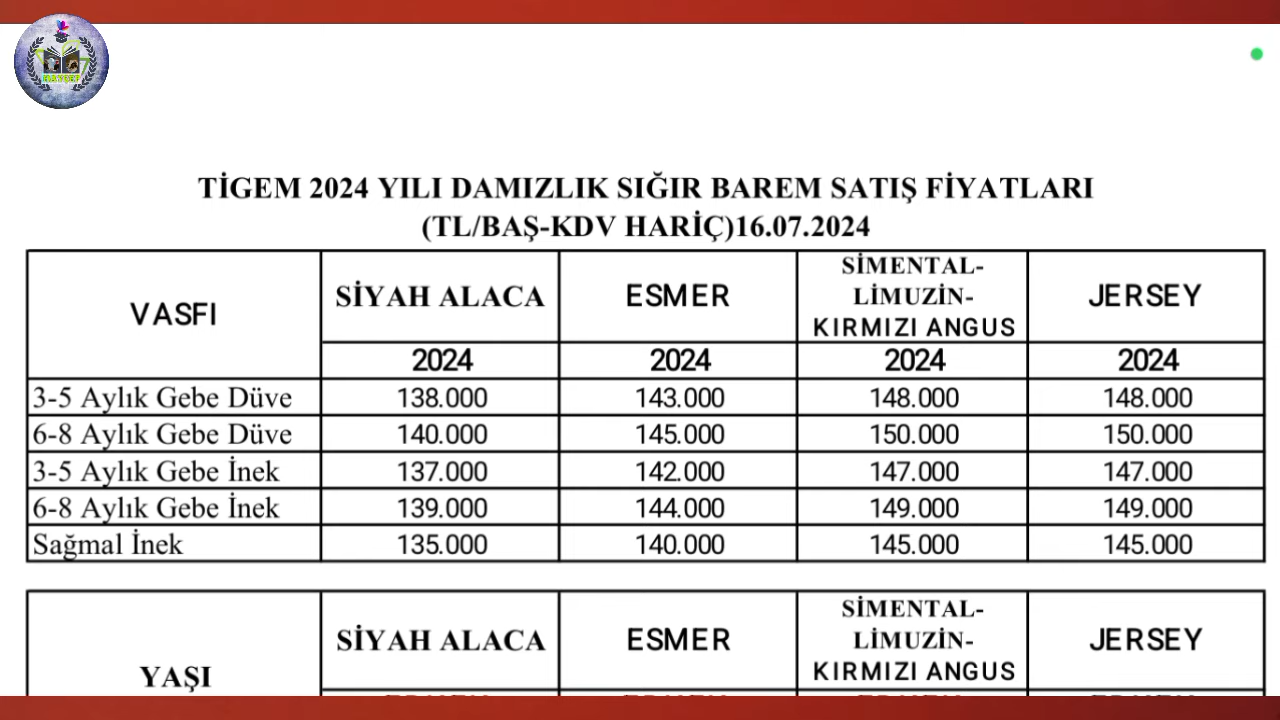 HAYSEP
TİGEM 2024 YILI DAMIZLIK SIĞIR BAREM SATIŞ FİYATLARI
(TL/BAŞ-KDV HARİÇ)16.07.2024
VASFI SİYAH ALACA ESMER SİMENTAL-LİMUZİN-KIRMIZI ANGUS JERSEY
2024 2024 2024 2024
3-5 Aylık Gebe Düve 138.000 143.000 148.000 148.000
6-8 Aylık Gebe Düve 140.000 145.000 150.000 150.000
3-5 Aylık Gebe İnek 137.000 142.000 147.000 147.000
6-8 Aylık Gebe İnek 139.000 144.000 149.000 149.000
Sağmal İnek 135.000 140.000 145.000 145.000
YAŞI SİYAH ALACA ESMER SİMENTAL-LİMUZİN-KIRMIZI ANGUS JERSEY